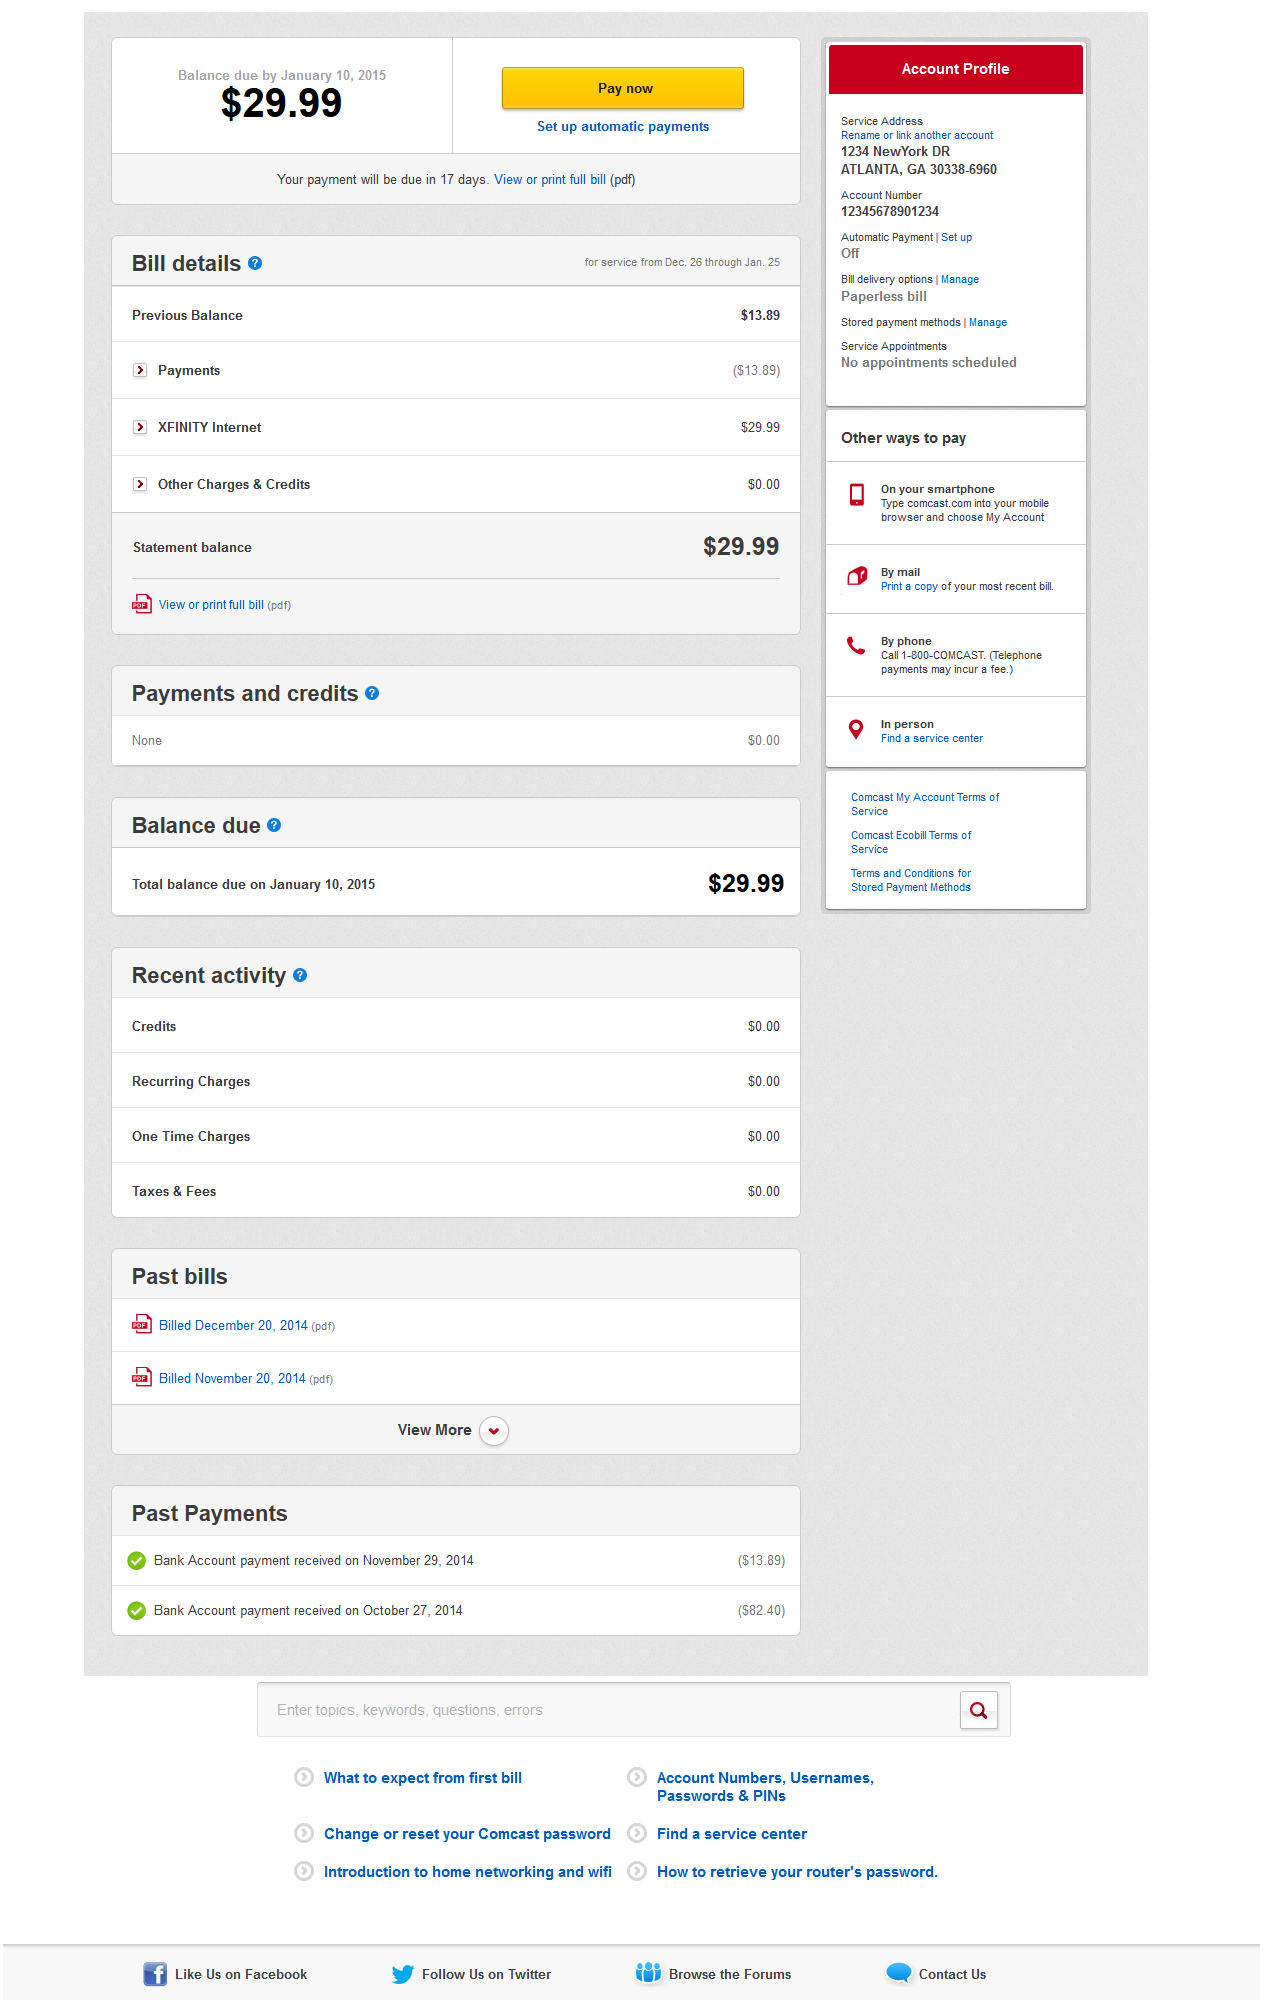 Balance due by January 10, 2015
$29.99
Pay now
Set up automatic payments
Your payment will be due in 17 days. View or print full bill (pdf)
Bill details ?
for service from Dec. 26 through Jan. 25
Previous Balance $13.89
Payments ($13.89)
XFINITY Internet $29.99
Other Charges & Credits $0.00
Statement balance $29.99
PDF View or print full bill (pdf)
Payments and credits ?
None $0.00
Balance due ?
Total balance due on January 10, 2015 $29.99
Recent activity ?
Credits $0.00
Recurring Charges $0.00
One Time Charges $0.00
Taxes & Fees $0.00
Past bills
PDF Billed December 20, 2014 (pdf)
PDF Billed November 20, 2014 (pdf)
View More
Past Payments
Bank Account payment received on November 29, 2014 ($13.89)
Bank Account payment received on October 27, 2014 ($82.40)
Account Profile
Service Address
Rename or link another account
1234 NewYork DR
ATLANTA, GA 30338-6960
Account Number
12345678901234
Automatic Payment | Set up
Off
Bill delivery options | Manage
Paperless bill
Stored payment methods | Manage
Service Appointments
No appointments scheduled
Other ways to pay
On your smartphone
Type comcast.com into your mobile
browser and choose My Account
By mail
Print a copy of your most recent bill.
By phone
Call 1-800-COMCAST. (Telephone
payments may incur a fee.)
In person
Find a service center
Comcast My Account Terms of
Service
Comcast Ecobill Terms of
Service
Terms and Conditions for
Stored Payment Methods
Enter topics, keywords, questions, errors
What to expect from first bill
Account Numbers, Usernames,
Passwords & PINs
Change or reset your Comcast password
Find a service center
Introduction to home networking and wifi
How to retrieve your router's password.
f Like Us on Facebook
Follow Us on Twitter
Browse the Forums
Contact Us